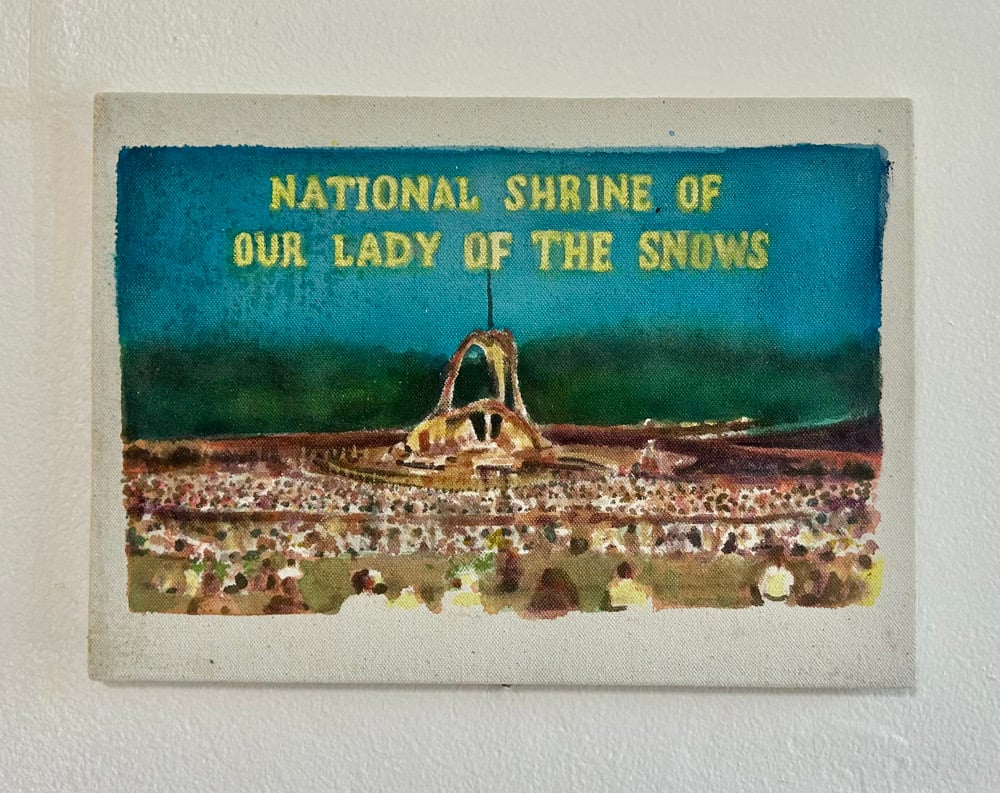 NATIONAL SHRINE OF
OUR LADY OF THE SNOWS